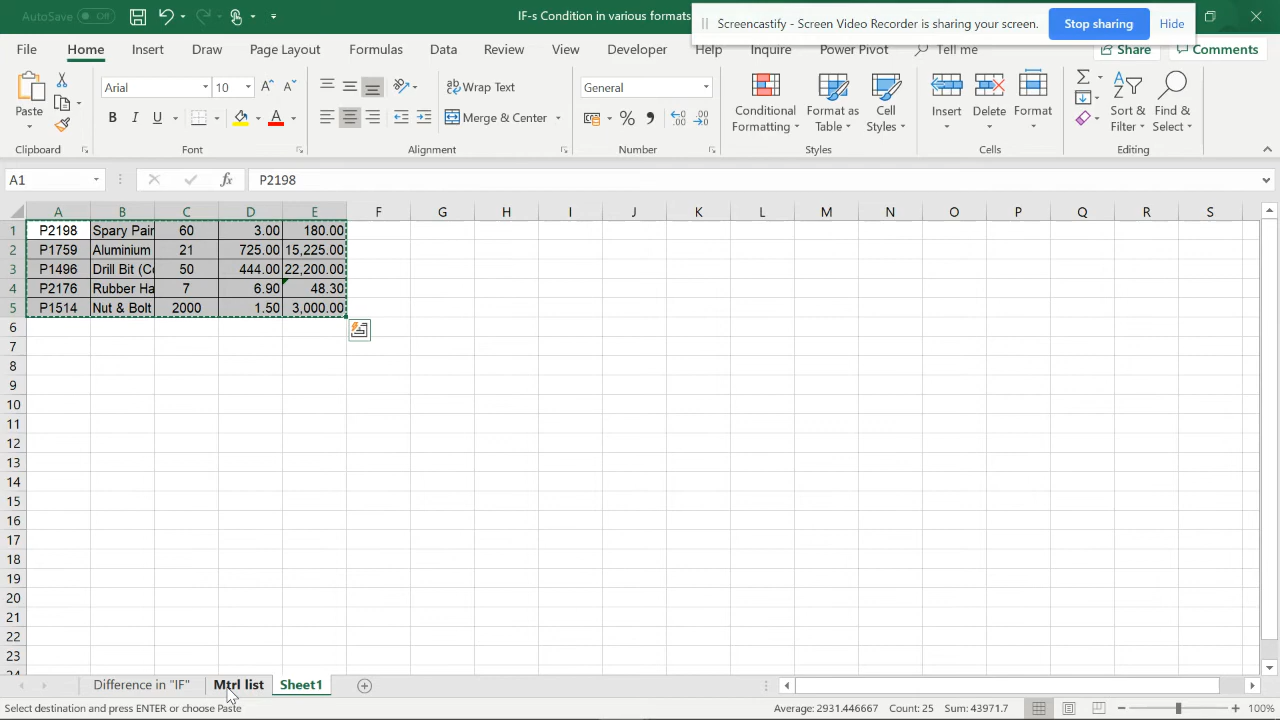 AutoSave Off IF-s Condition in various formats
Screencastify - Screen Video Recorder is sharing your screen. Stop sharing Hide
File Home Insert Draw Page Layout Formulas Data Review View Developer Help Inquire Power Pivot Tell me Share Comments
Arial 10 Wrap Text General
Paste Merge & Center Conditional Formatting Format as Table Cell Styles Insert Delete Format Sort & Filter Find & Select
Clipboard Font Alignment Number Styles Cells Editing
A1 fx P2198
A B C D E F G H I J K L M N O P Q R S
1 P2198 Spary Pair 60 3.00 180.00
2 P1759 Aluminium 21 725.00 15,225.00
3 P1496 Drill Bit (Co 50 444.00 22,200.00
4 P2176 Rubber Ha 7 6.90 48.30
5 P1514 Nut & Bolt 2000 1.50 3,000.00
6
7
8
9
10
11
12
13
14
15
16
17
18
19
20
21
22
23
24
Difference in "IF" Mtrl list Sheet1
Select destination and press ENTER or choose Paste Average: 2931.446667 Count: 25 Sum: 43971.7 100%